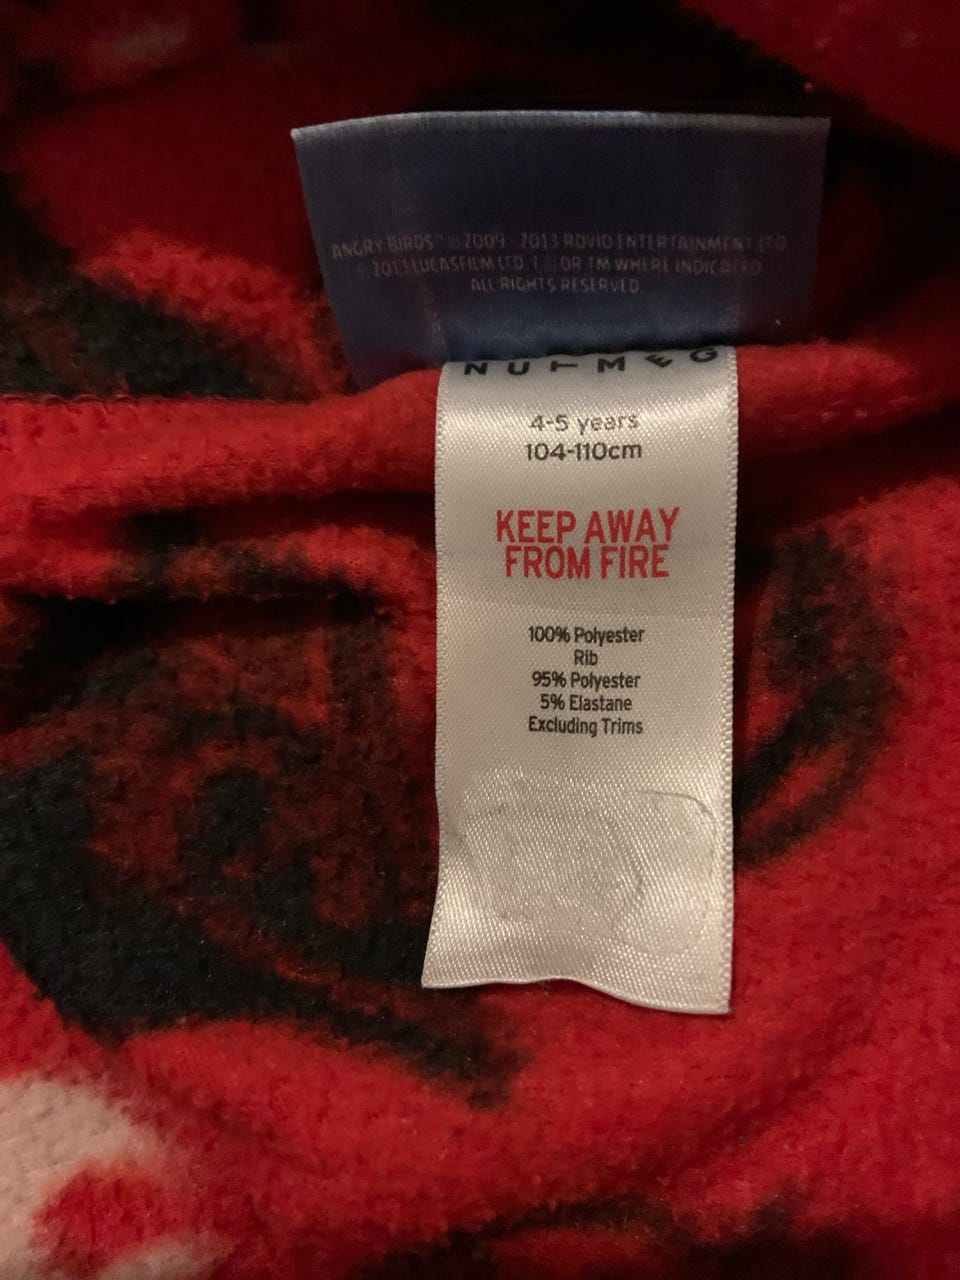 ANGRY BIRDS™ © 2009 - 2013 ROVIO ENTERTAINMENT LTD
2013 LUCASFILM LTD. OR TM WHERE INDICATED
ALL RIGHTS RESERVED.
NUTMEG
4-5 years
104-110cm
KEEP AWAY
FROM FIRE
100% Polyester
Rib
95% Polyester
5% Elastane
Excluding Trims